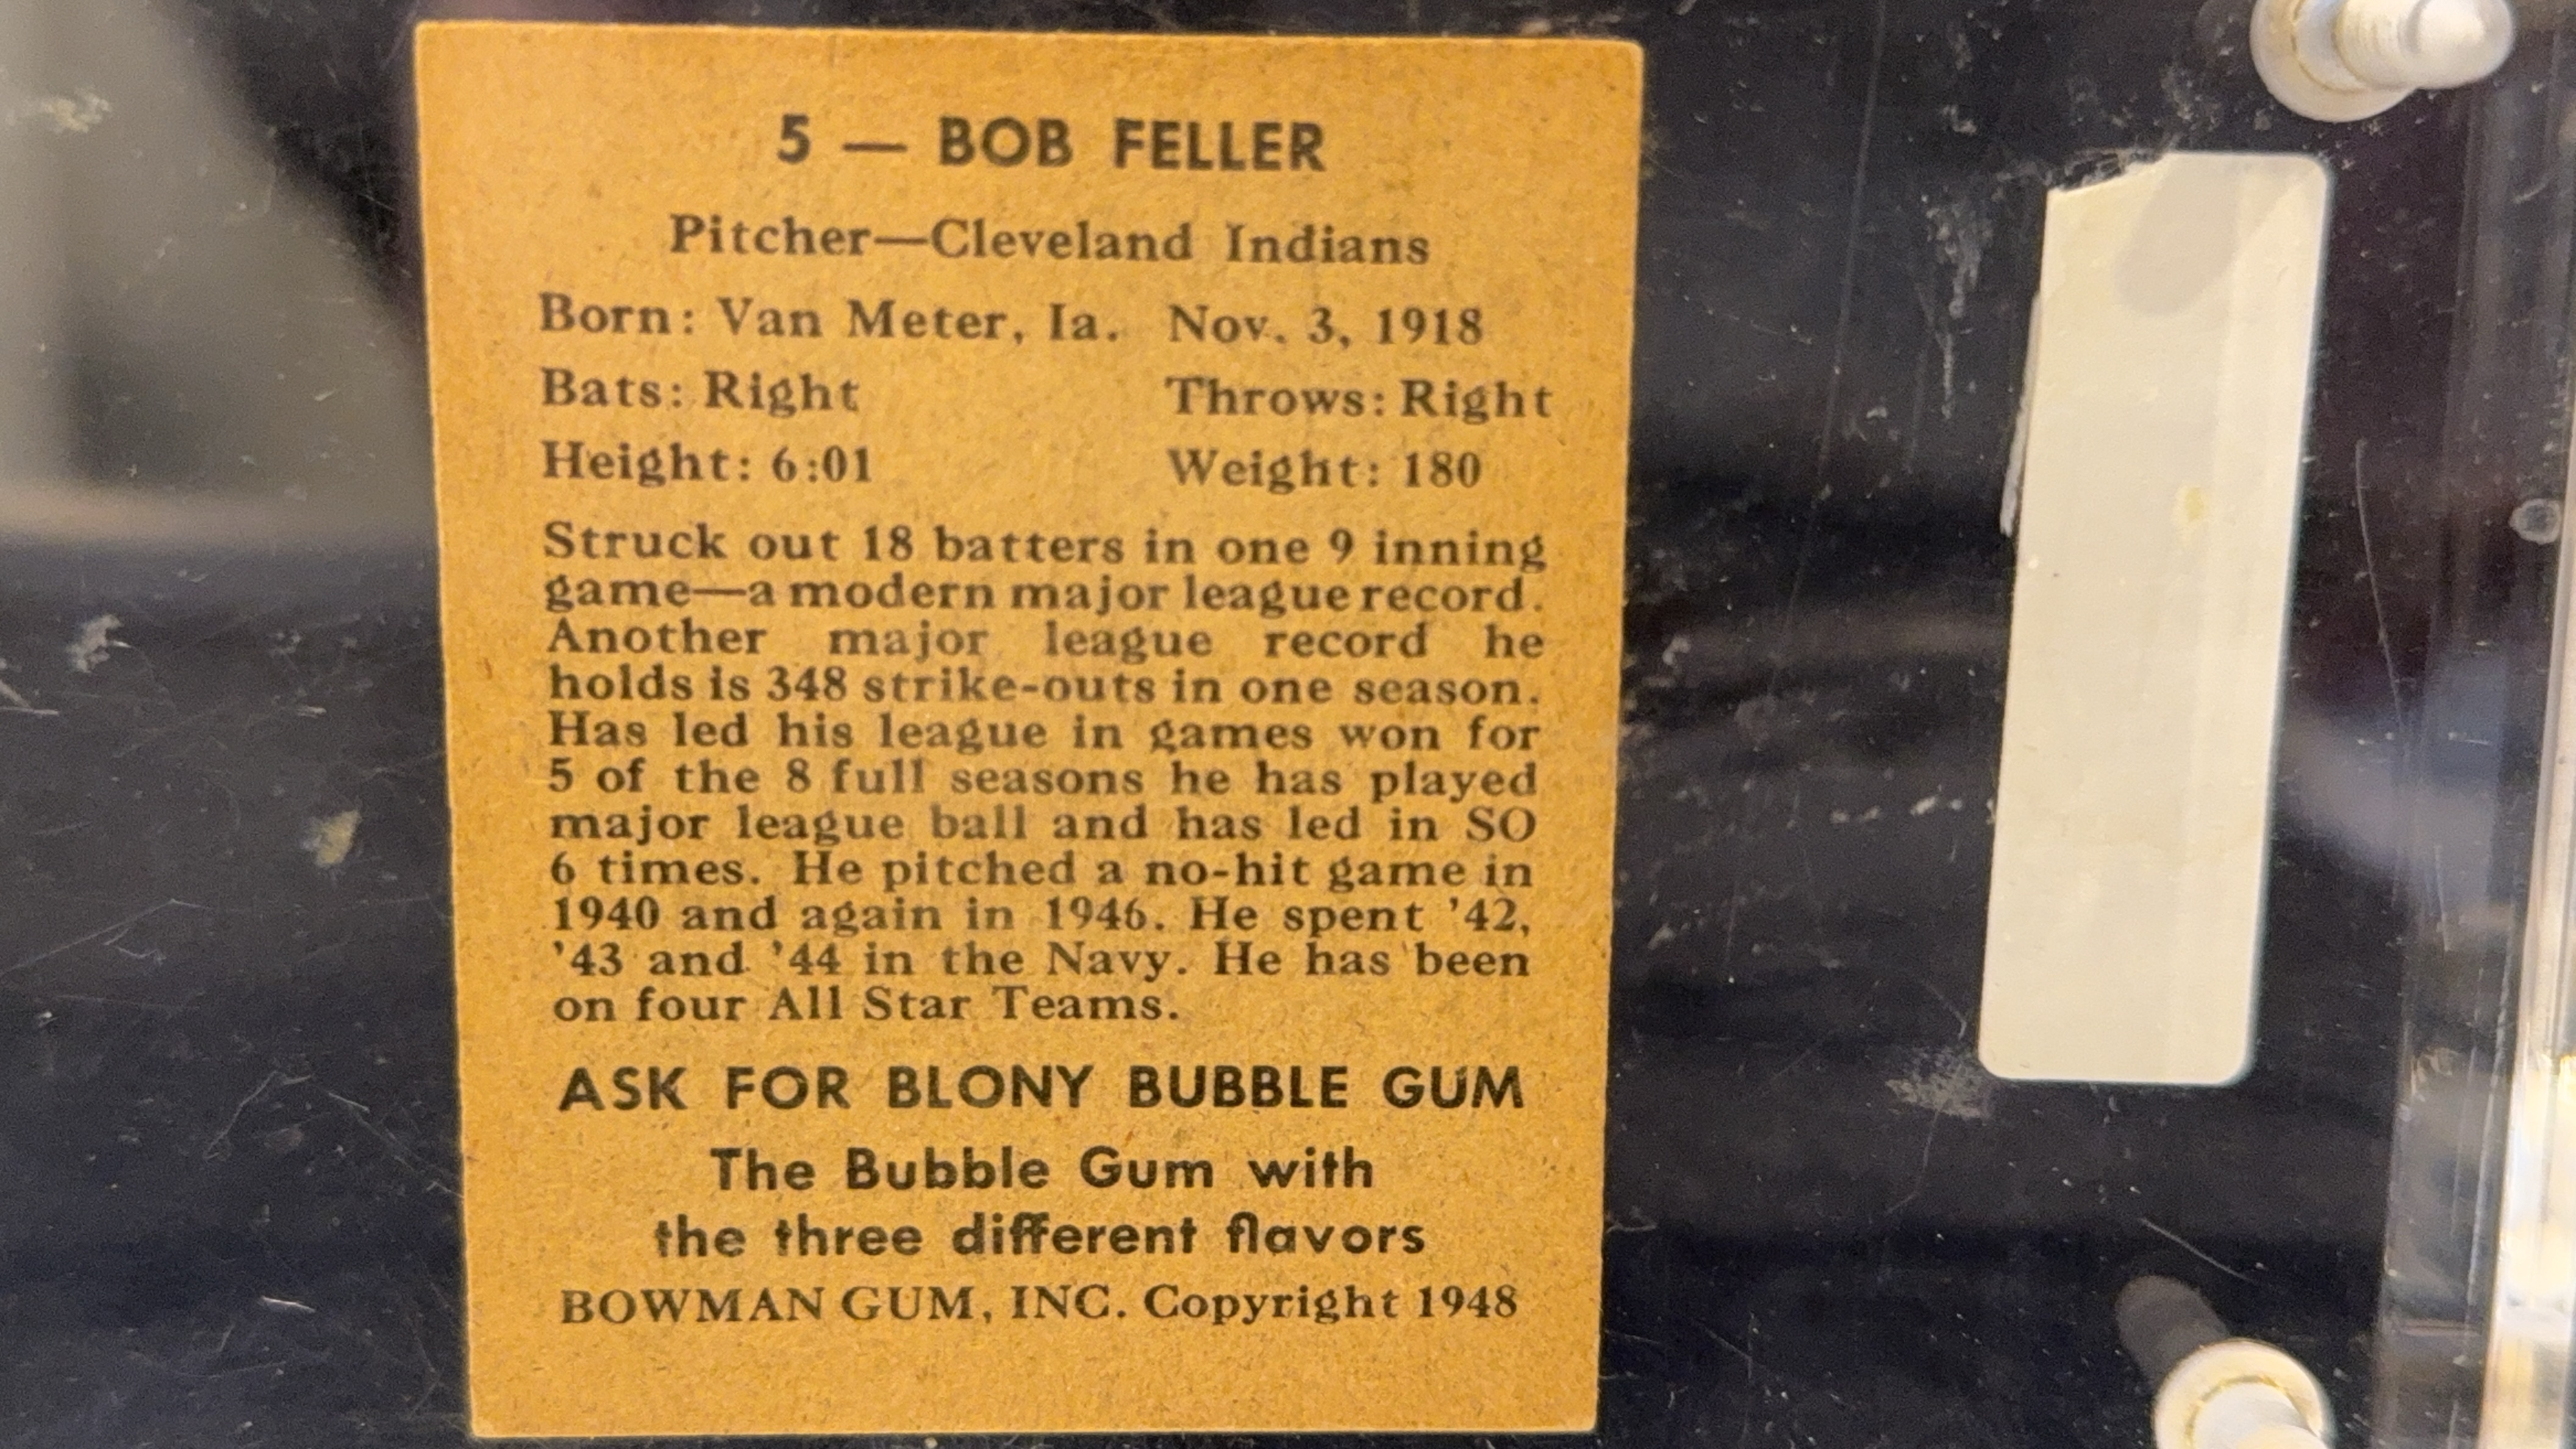 5 — BOB FELLER
Pitcher—Cleveland Indians
Born: Van Meter, Ia. Nov. 3, 1918
Bats: Right Throws: Right
Height: 6:01 Weight: 180
Struck out 18 batters in one 9 inning
game—a modern major league record.
Another major league record he
holds is 348 strike-outs in one season.
Has led his league in games won for
5 of the 8 full seasons he has played
major league ball and has led in SO
6 times. He pitched a no-hit game in
1940 and again in 1946. He spent '42,
'43 and '44 in the Navy. He has been
on four All Star Teams.
ASK FOR BLONY BUBBLE GUM
The Bubble Gum with
the three different flavors
BOWMAN GUM, INC. Copyright 1948